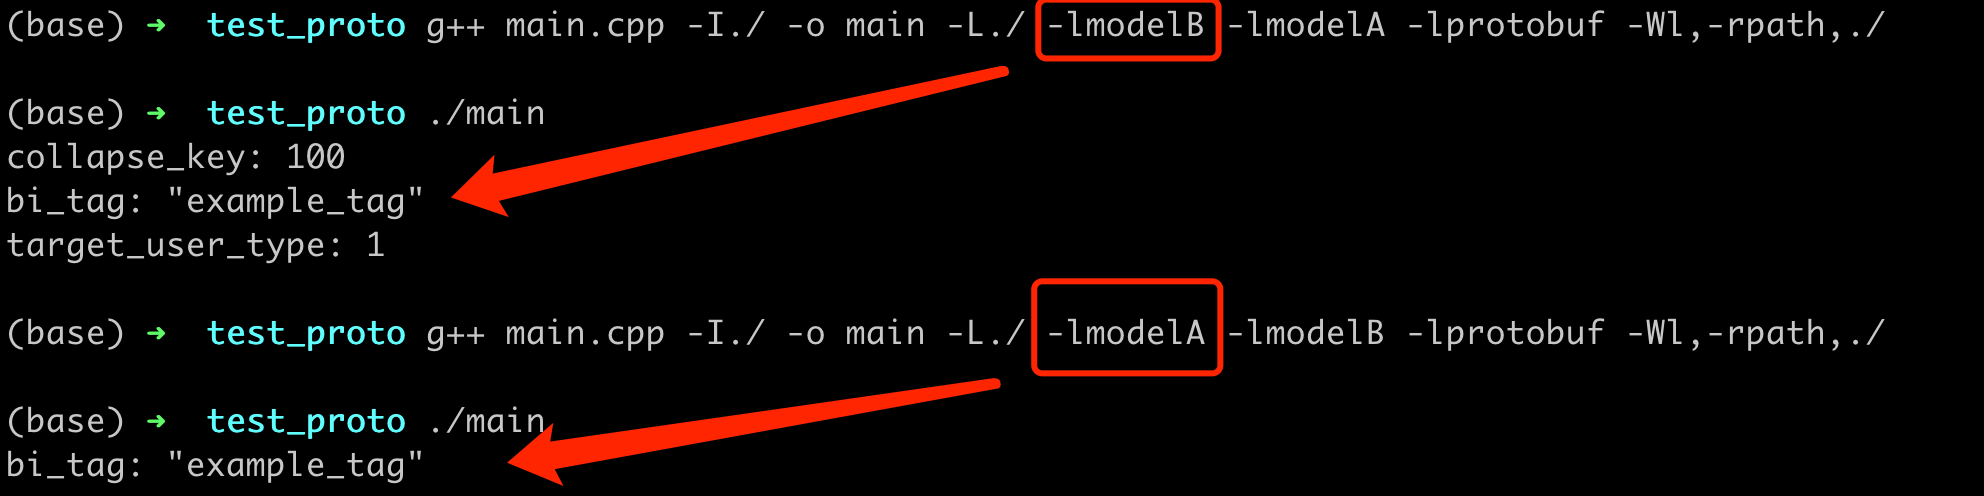 (base) ➜ test_proto g++ main.cpp -I./ -o main -L./ -lmodelB -lmodelA -lprotobuf -Wl,-rpath,./
(base) ➜ test_proto ./main
collapse_key: 100
bi_tag: "example_tag"
target_user_type: 1
(base) ➜ test_proto g++ main.cpp -I./ -o main -L./ -lmodelA -lmodelB -lprotobuf -Wl,-rpath,./
(base) ➜ test_proto ./main
bi_tag: "example_tag"